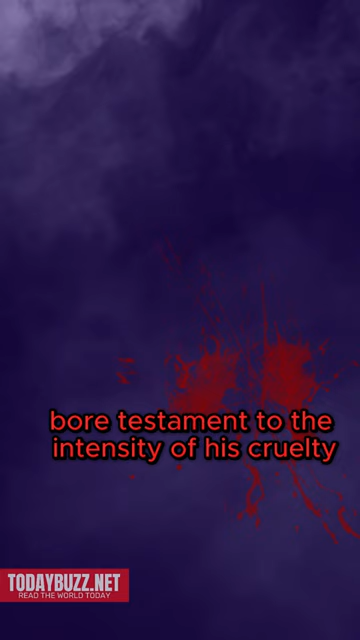 bore testament to the
intensity of his cruelty
TODAYBUZZ.NET
READ THE WORLD TODAY